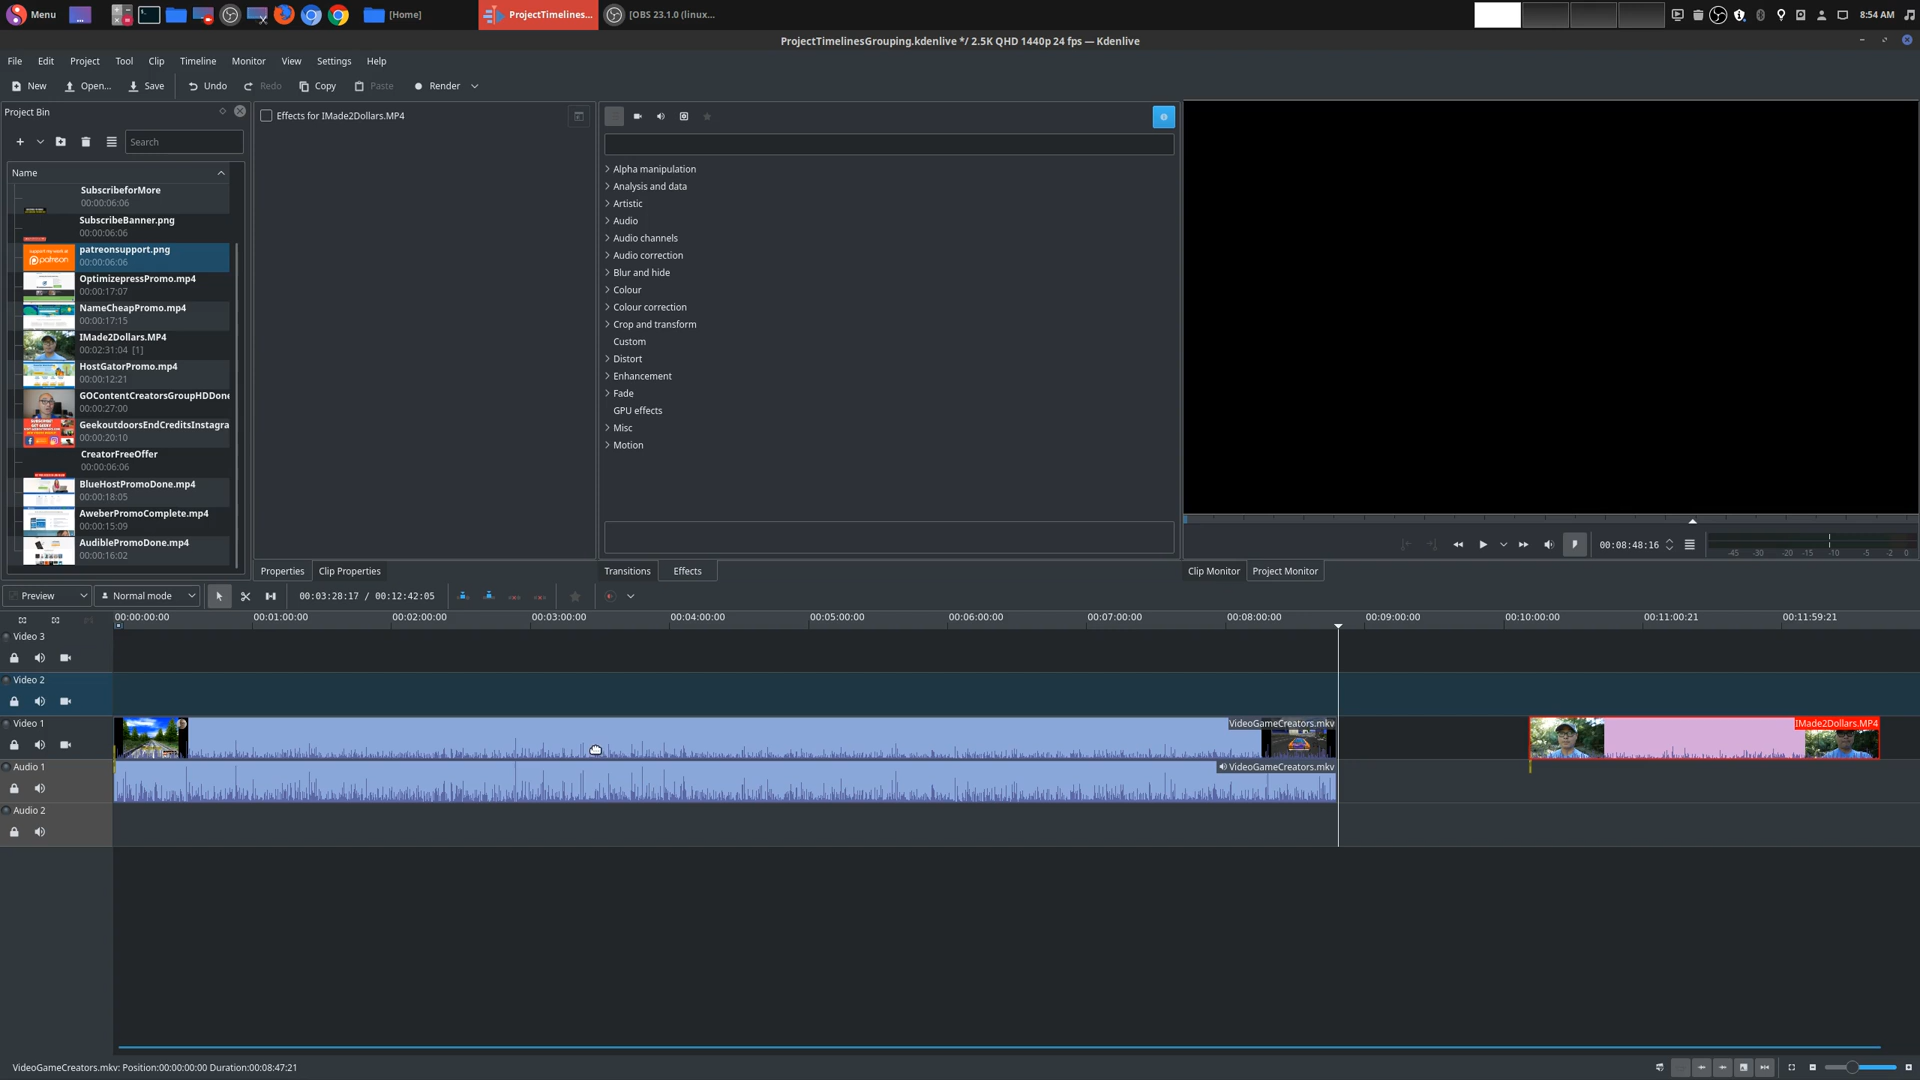 Menu
[Home]
ProjectTimelines...
[OBS 23.1.0 (linux...
8:54 AM
ProjectTimelinesGrouping.kdenlive */ 2.5K QHD 1440p 24 fps — Kdenlive
File Edit Project Tool Clip Timeline Monitor View Settings Help
New Open... Save Undo Redo Copy Paste Render
Project Bin
Search
Name
SubscribeforMore
00:00:06:06
SubscribeBanner.png
00:00:06:06
patreonsupport.png
00:00:06:06
OptimizepressPromo.mp4
00:00:17:07
NameCheapPromo.mp4
00:00:17:15
IMade2Dollars.MP4
00:02:31:04 [1]
HostGatorPromo.mp4
00:00:12:21
GOContentCreatorsGroupHDDone
00:00:27:00
GeekoutdoorsEndCreditsInstagra
00:00:20:10
CreatorFreeOffer
00:00:06:06
BlueHostPromoDone.mp4
00:00:18:05
AweberPromoComplete.mp4
00:00:15:09
AudiblePromoDone.mp4
00:00:16:02
Effects for IMade2Dollars.MP4
Alpha manipulation
Analysis and data
Artistic
Audio
Audio channels
Audio correction
Blur and hide
Colour
Colour correction
Crop and transform
Custom
Distort
Enhancement
Fade
GPU effects
Misc
Motion
00:08:48:16
-45 -30 -20 -15 -10 -5 -2 0
Properties Clip Properties
Transitions Effects
Clip Monitor Project Monitor
Preview Normal mode 00:03:28:17 / 00:12:42:05
00:00:00:00 00:01:00:00 00:02:00:00 00:03:00:00 00:04:00:00 00:05:00:00 00:06:00:00 00:07:00:00 00:08:00:00 00:09:00:00 00:10:00:00 00:11:00:21 00:11:59:21
Video 3
Video 2
Video 1
VideoGameCreators.mkv
IMade2Dollars.MP4
Audio 1
VideoGameCreators.mkv
Audio 2
VideoGameCreators.mkv: Position:00:00:00:00 Duration:00:08:47:21